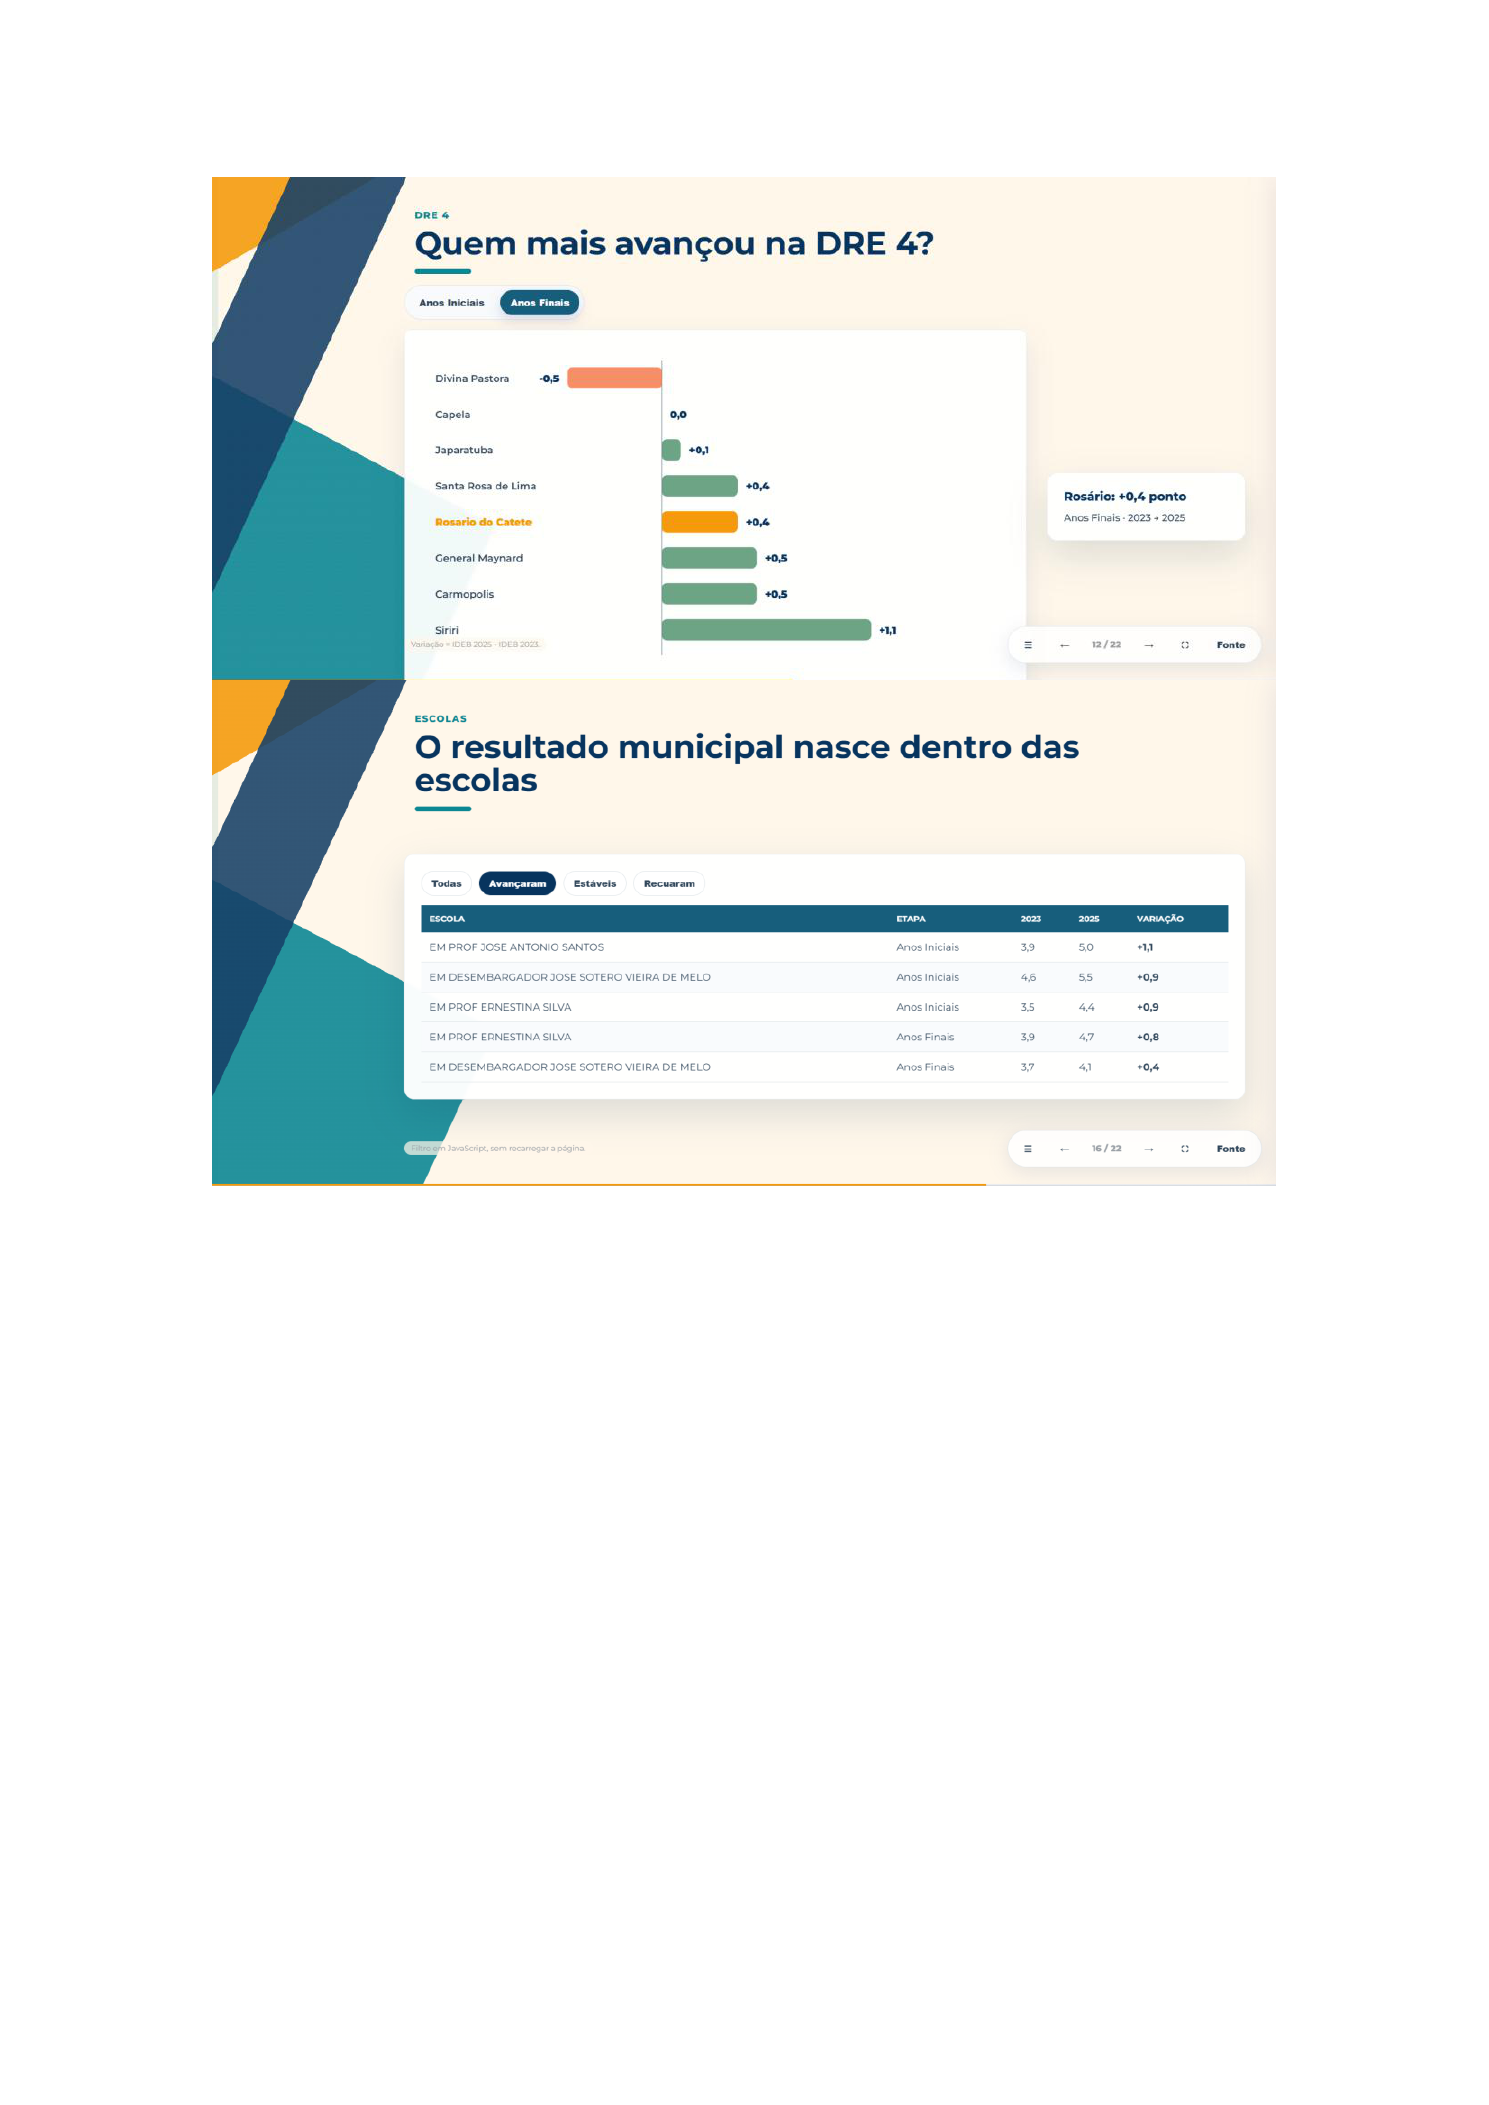 DRE 4
Quem mais avançou na DRE 4?
Anos Iniciais Anos Finais
Divina Pastora -0,5
Capela 0,0
Japaratuba +0,1
Santa Rosa de Lima +0,4
Rosario do Catete +0,4
General Maynard +0,5
Carmopolis +0,5
Siriri +1,1
Variação = IDEB 2025 - IDEB 2023.
Rosário: +0,4 ponto
Anos Finais · 2023 → 2025
☰ ← 12 / 22 → ⛶ Fonte
ESCOLAS
O resultado municipal nasce dentro das
escolas
Todas Avançaram Estáveis Recuaram
ESCOLA ETAPA 2023 2025 VARIAÇÃO
EM PROF JOSE ANTONIO SANTOS Anos Iniciais 3,9 5,0 +1,1
EM DESEMBARGADOR JOSE SOTERO VIEIRA DE MELO Anos Iniciais 4,6 5,5 +0,9
EM PROF ERNESTINA SILVA Anos Iniciais 3,5 4,4 +0,9
EM PROF ERNESTINA SILVA Anos Finais 3,9 4,7 +0,8
EM DESEMBARGADOR JOSE SOTERO VIEIRA DE MELO Anos Finais 3,7 4,1 +0,4
Filtro em JavaScript, sem recarregar a página.
☰ ← 16 / 22 → ⛶ Fonte